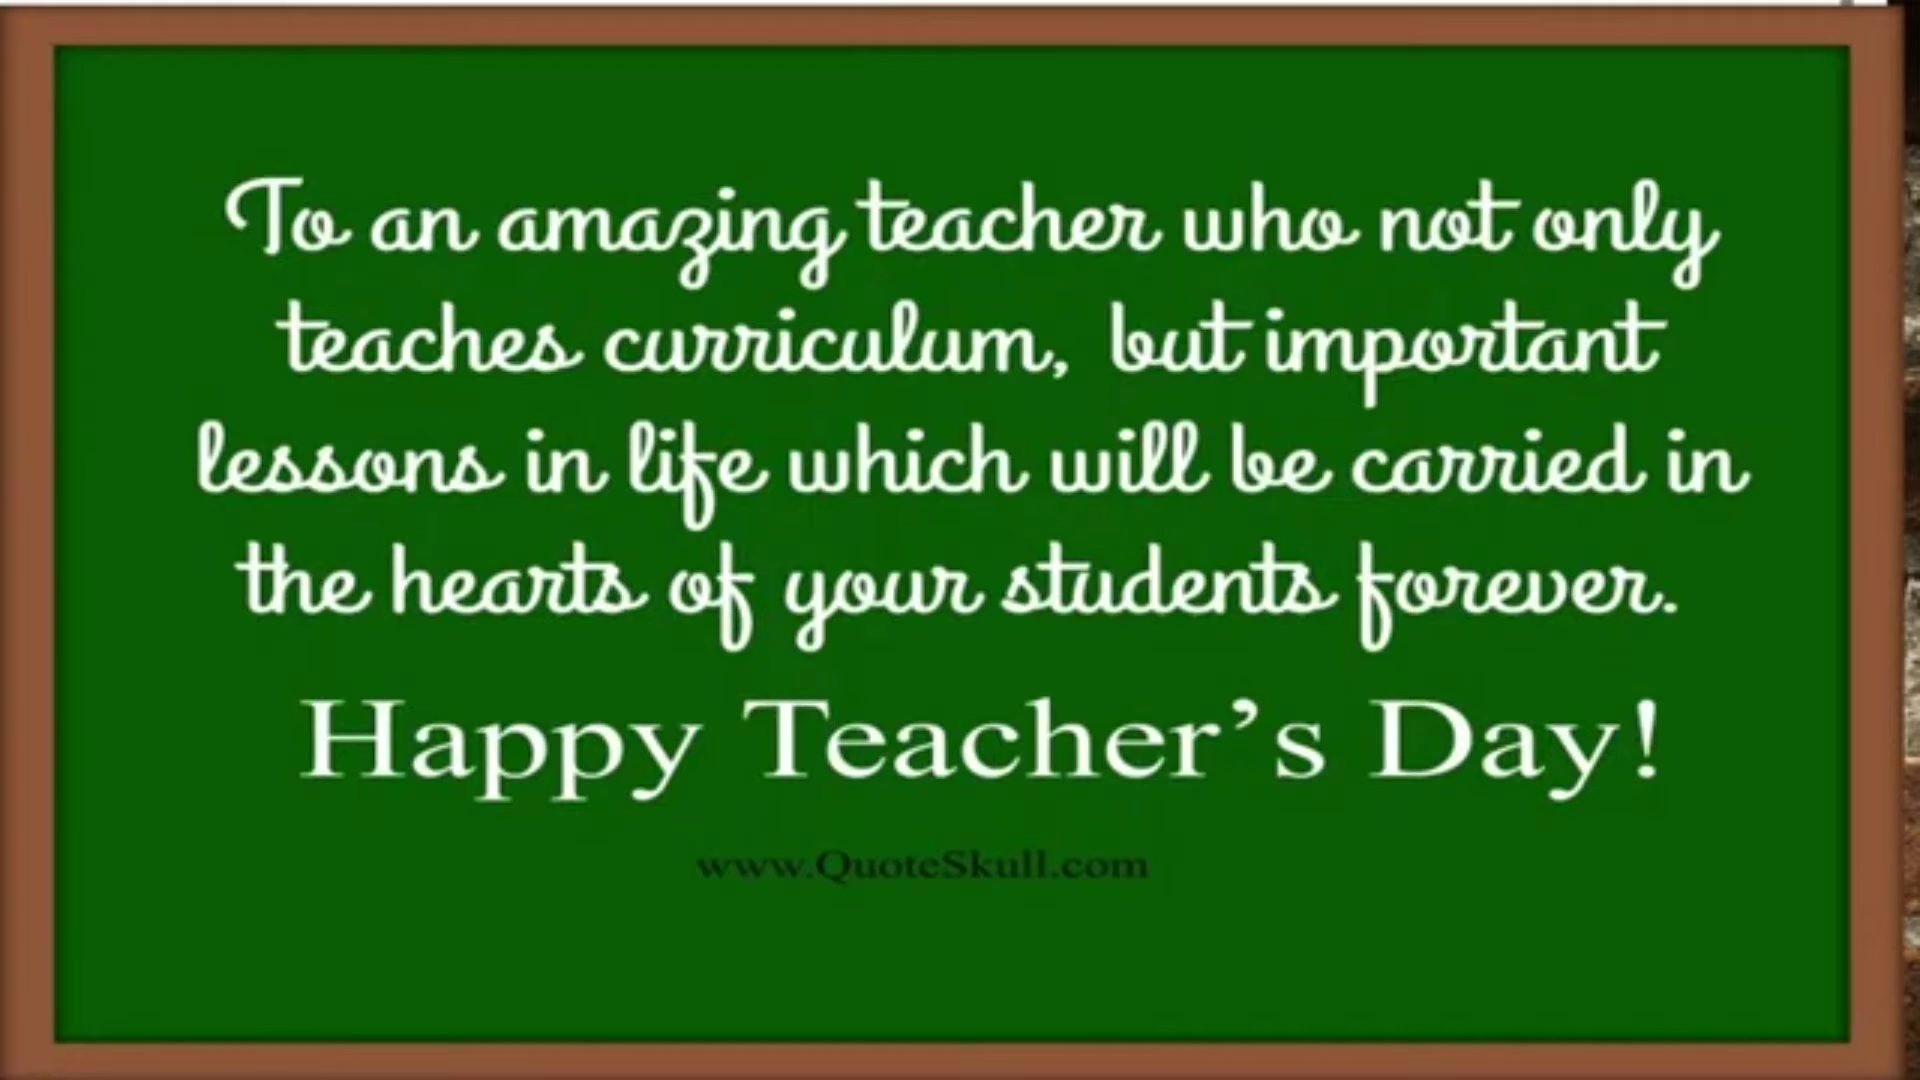 To an amazing teacher who not only
teaches curriculum, but important
lessons in life which will be carried in
the hearts of your students forever.
Happy Teacher’s Day!
www.QuoteSkull.com